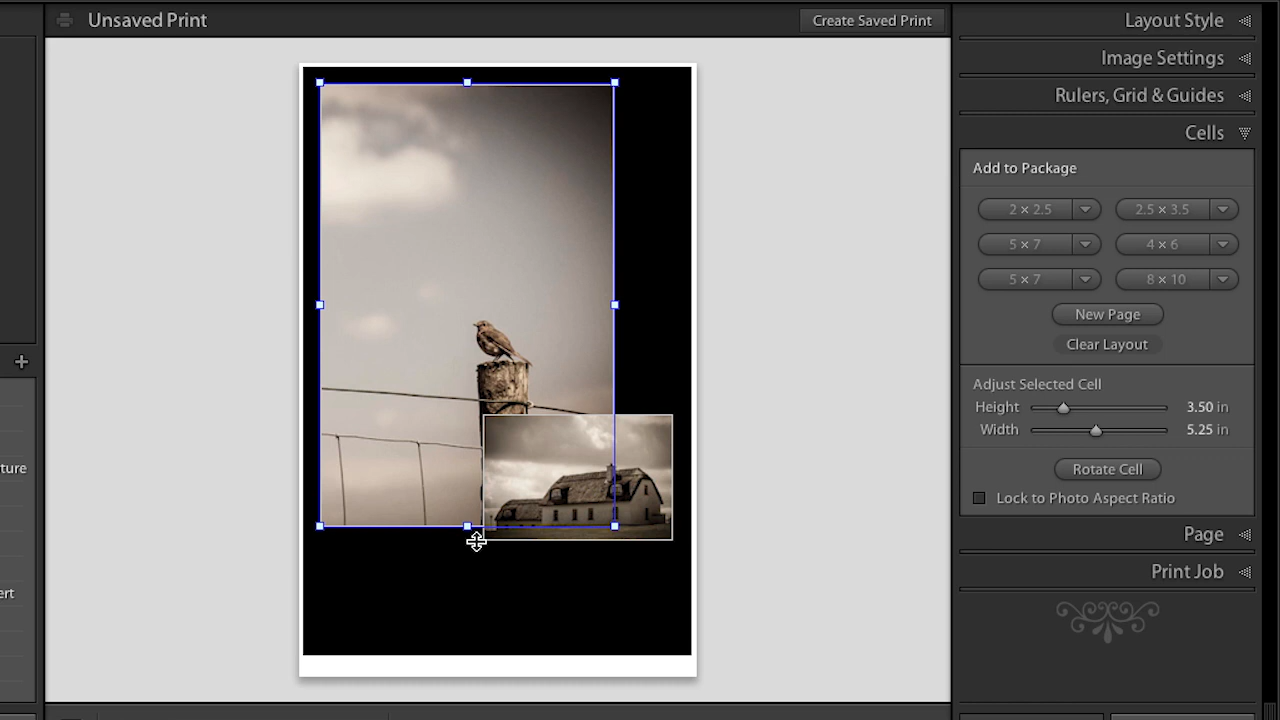 Unsaved Print
Create Saved Print
ture
ert
Layout Style
Image Settings
Rulers, Grid & Guides
Cells
Add to Package
2 × 2.5
2.5 × 3.5
5 × 7
4 × 6
5 × 7
8 × 10
New Page
Clear Layout
Adjust Selected Cell
Height 3.50 in
Width 5.25 in
Rotate Cell
Lock to Photo Aspect Ratio
Page
Print Job